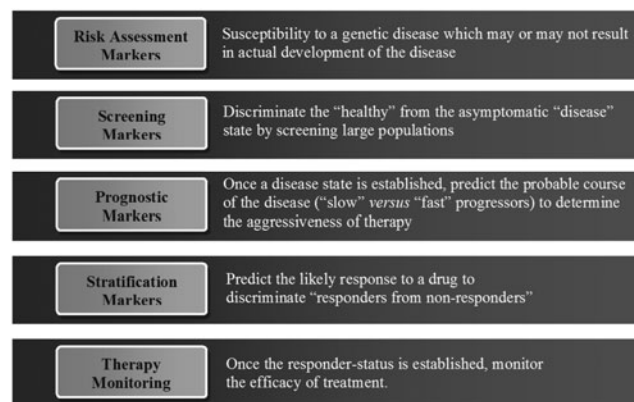 Risk Assessment
Markers
Susceptibility to a genetic disease which may or may not result
in actual development of the disease
Screening
Markers
Discriminate the “healthy” from the asymptomatic “disease”
state by screening large populations
Prognostic
Markers
Once a disease state is established, predict the probable course
of the disease (“slow” versus “fast” progressors) to determine
the aggressiveness of therapy
Stratification
Markers
Predict the likely response to a drug to
discriminate “responders from non-responders”
Therapy
Monitoring
Once the responder-status is established, monitor
the efficacy of treatment.